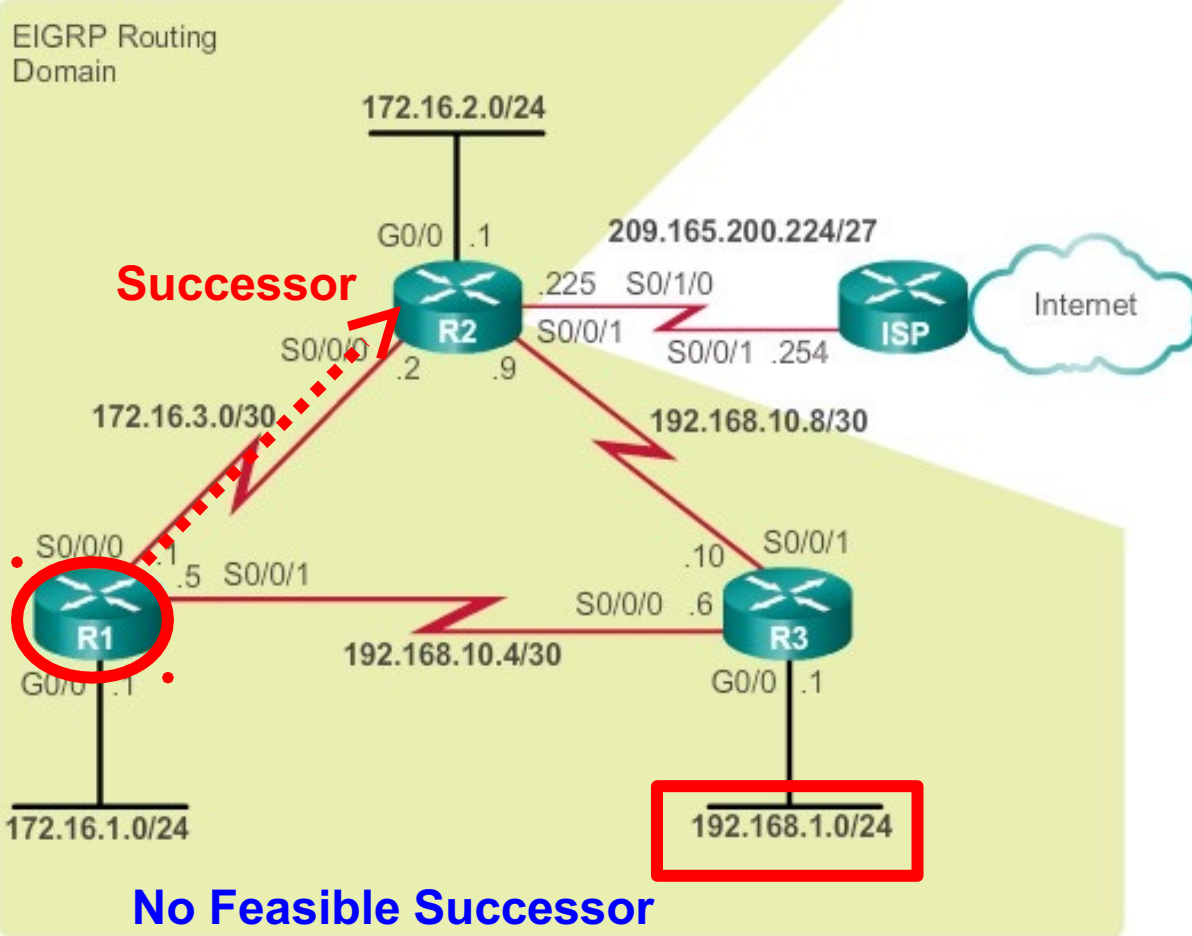 EIGRP Routing
Domain
172.16.2.0/24
G0/0 .1
209.165.200.224/27
Successor
.225 S0/1/0
Internet
R2
S0/0/1
ISP
S0/0/0
.2 .9
S0/0/1 .254
172.16.3.0/30
192.168.10.8/30
S0/0/0 .1
.10 S0/0/1
.5 S0/0/1
S0/0/0 .6
R1
R3
192.168.10.4/30
G0/0 .1
G0/0 .1
172.16.1.0/24
192.168.1.0/24
No Feasible Successor